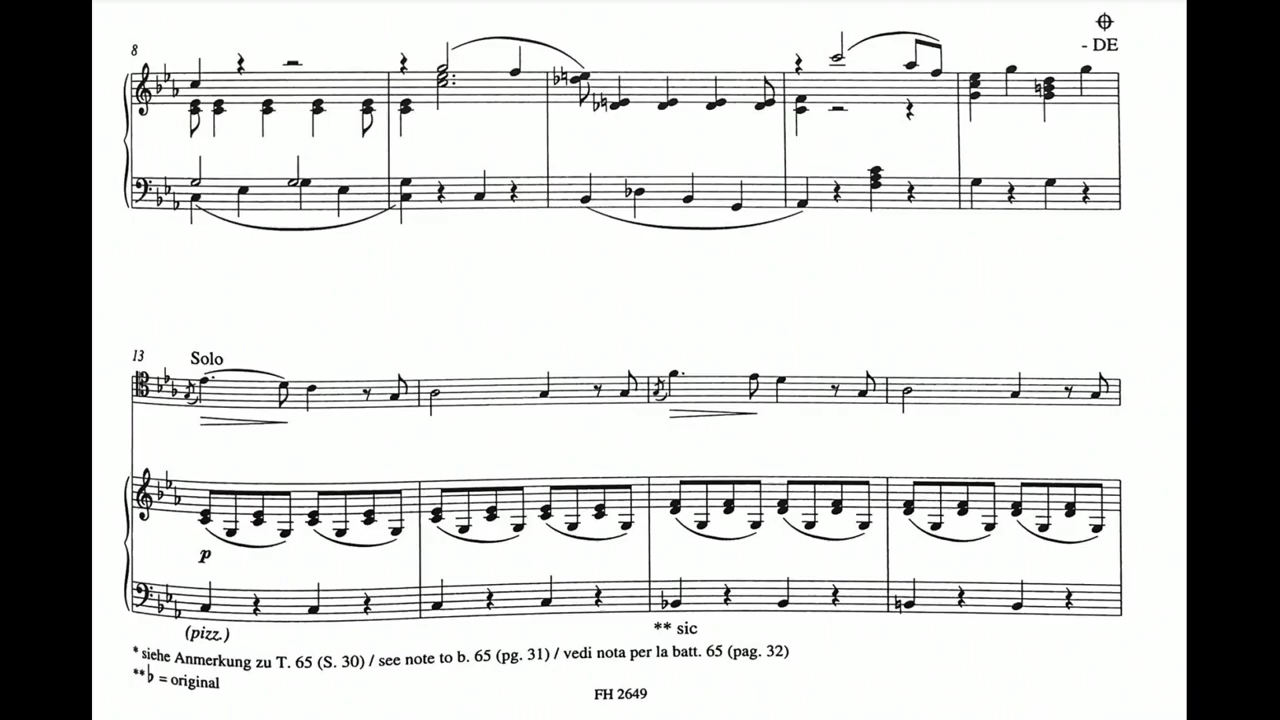 8
- DE
13
Solo
p
(pizz.)
** sic
* siehe Anmerkung zu T. 65 (S. 30) / see note to b. 65 (pg. 31) / vedi nota per la batt. 65 (pag. 32)
**♭ = original
FH 2649